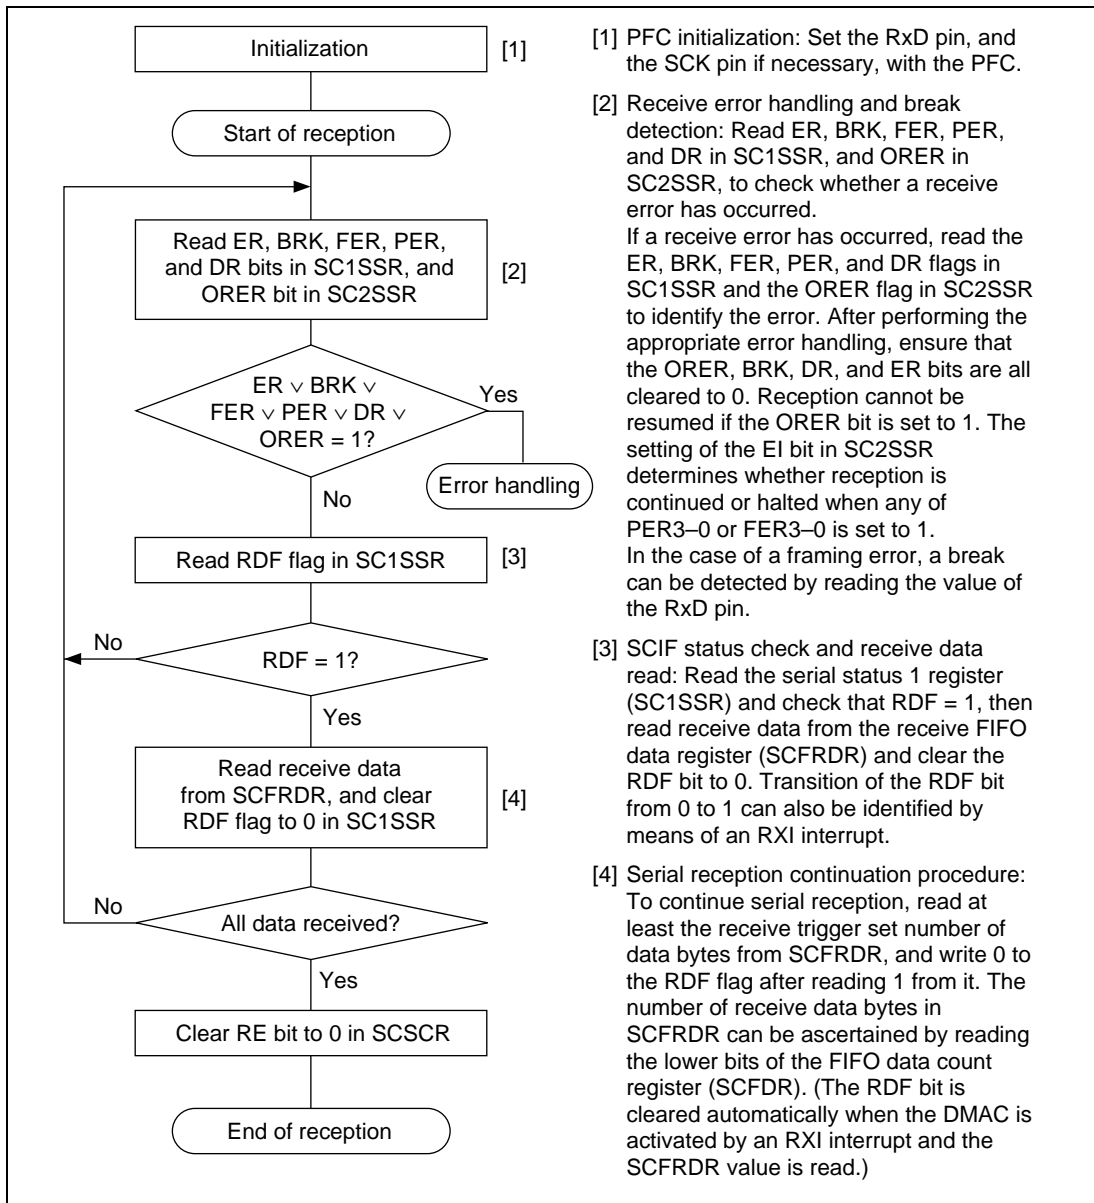 Initialization
[1]
Start of reception
Read ER, BRK, FER, PER,
and DR bits in SC1SSR, and
ORER bit in SC2SSR
[2]
ER ∨ BRK ∨
FER ∨ PER ∨ DR ∨
ORER = 1?
Yes
Error handling
No
Read RDF flag in SC1SSR
[3]
No
RDF = 1?
Yes
Read receive data
from SCFRDR, and clear
RDF flag to 0 in SC1SSR
[4]
No
All data received?
Yes
Clear RE bit to 0 in SCSCR
End of reception
[1] PFC initialization: Set the RxD pin, and
the SCK pin if necessary, with the PFC.
[2] Receive error handling and break
detection: Read ER, BRK, FER, PER,
and DR in SC1SSR, and ORER in
SC2SSR, to check whether a receive
error has occurred.
If a receive error has occurred, read the
ER, BRK, FER, PER, and DR flags in
SC1SSR and the ORER flag in SC2SSR
to identify the error. After performing the
appropriate error handling, ensure that
the ORER, BRK, DR, and ER bits are all
cleared to 0. Reception cannot be
resumed if the ORER bit is set to 1. The
setting of the EI bit in SC2SSR
determines whether reception is
continued or halted when any of
PER3–0 or FER3–0 is set to 1.
In the case of a framing error, a break
can be detected by reading the value of
the RxD pin.
[3] SCIF status check and receive data
read: Read the serial status 1 register
(SC1SSR) and check that RDF = 1, then
read receive data from the receive FIFO
data register (SCFRDR) and clear the
RDF bit to 0. Transition of the RDF bit
from 0 to 1 can also be identified by
means of an RXI interrupt.
[4] Serial reception continuation procedure:
To continue serial reception, read at
least the receive trigger set number of
data bytes from SCFRDR, and write 0 to
the RDF flag after reading 1 from it. The
number of receive data bytes in
SCFRDR can be ascertained by reading
the lower bits of the FIFO data count
register (SCFDR). (The RDF bit is
cleared automatically when the DMAC is
activated by an RXI interrupt and the
SCFRDR value is read.)